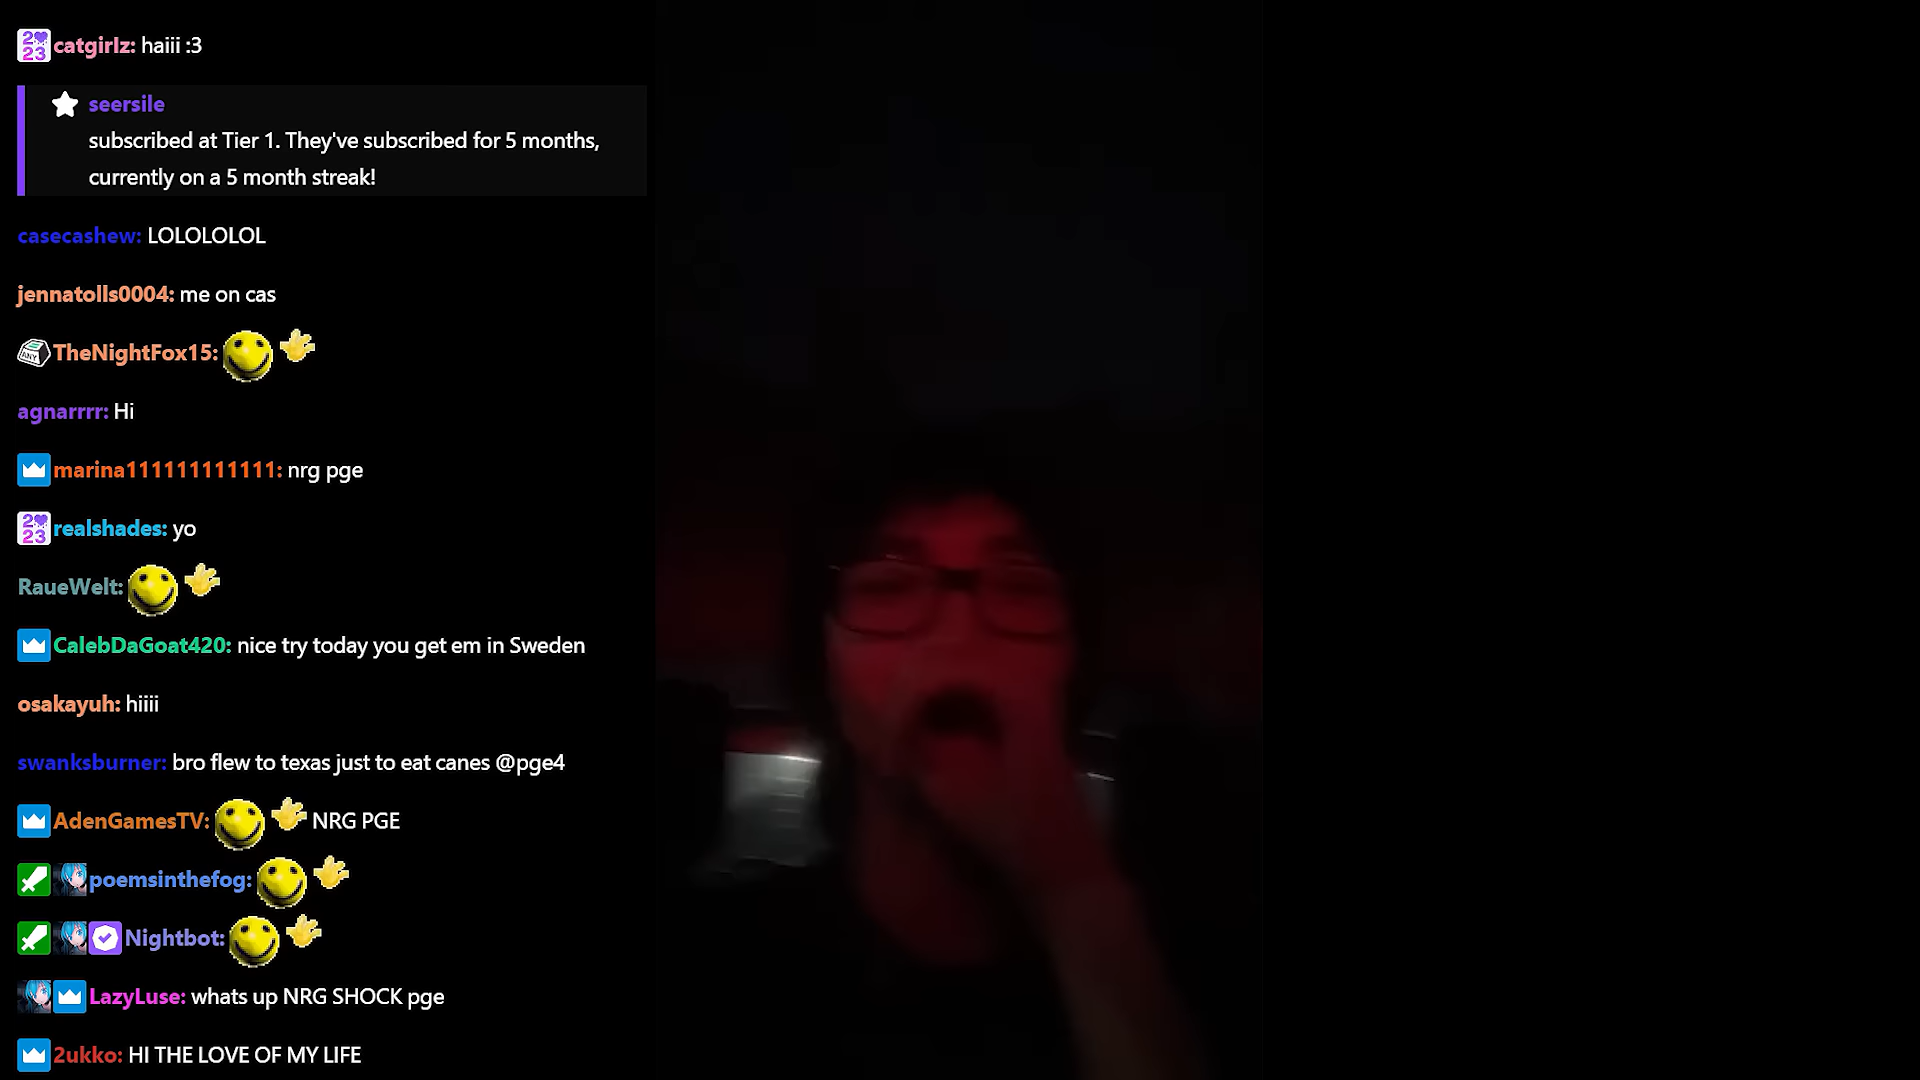 catgirlz: haiii :3
seersile
subscribed at Tier 1. They've subscribed for 5 months,
currently on a 5 month streak!
casecashew: LOLOLOLOL
jennatolls0004: me on cas
TheNightFox15:
agnarrrr: Hi
marina111111111111: nrg pge
realshades: yo
RaueWelt:
CalebDaGoat420: nice try today you get em in Sweden
osakayuh: hiiii
swanksburner: bro flew to texas just to eat canes @pge4
AdenGamesTV: NRG PGE
poemsinthefog:
Nightbot:
LazyLuse: whats up NRG SHOCK pge
2ukko: HI THE LOVE OF MY LIFE